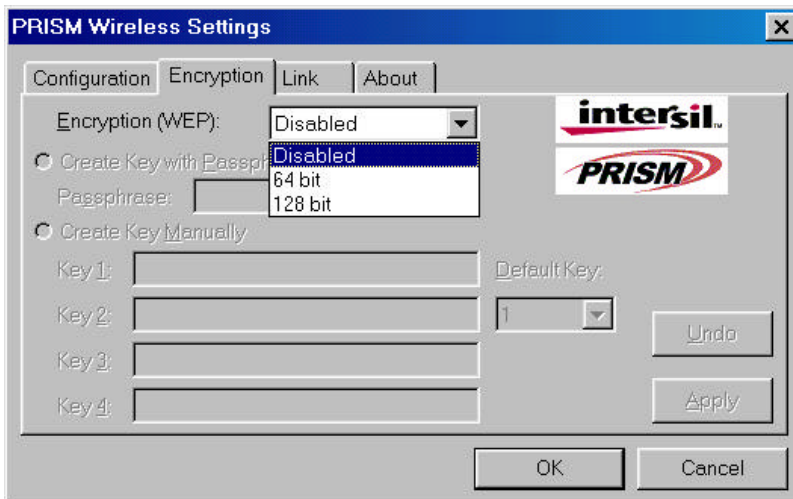 PRISM Wireless Settings
Configuration Encryption Link About
Encryption (WEP): Disabled
intersil™
Disabled
64 bit
128 bit
PRISM
Create Key with
Passphrase:
Create Key Manually
Key 1:
Default Key:
Key 2:
1
Undo
Key 3:
Key 4:
Apply
OK Cancel